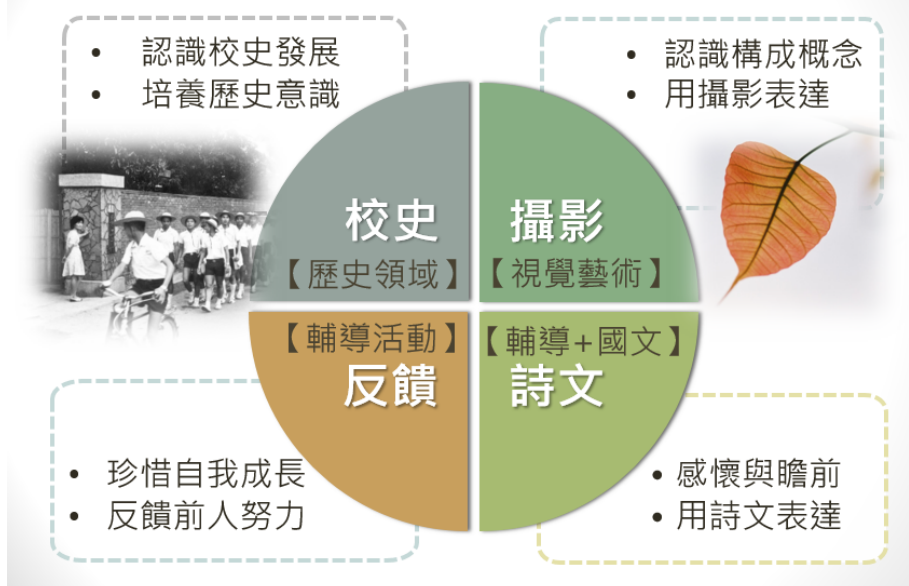 • 認識校史發展
• 培養歷史意識
• 認識構成概念
• 用攝影表達
校史
【歷史領域】
攝影
【視覺藝術】
【輔導活動】
反饋
【輔導+國文】
詩文
• 珍惜自我成長
• 反饋前人努力
• 感懷與瞻前
• 用詩文表達